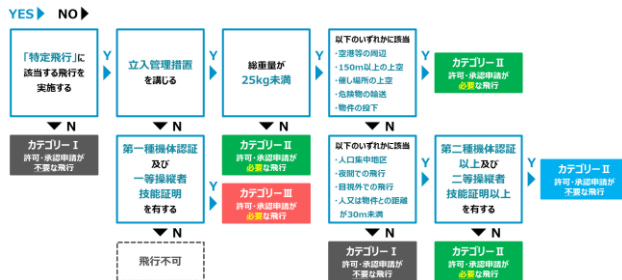 YES NO
「特定飛行」に
該当する飛行を
実施する
Y
立入管理措置
を講じる
Y
総重量が
25kg未満
Y
以下のいずれかに該当
・空港等の周辺
・150m以上の上空
・催し場所の上空
・危険物の輸送
・物件の投下
Y
カテゴリーⅡ
許可・承認申請が
必要な飛行
N
N
N
N
カテゴリーⅠ
許可・承認申請が
不要な飛行
第一種機体認証
及び
一等操縦者
技能証明
を有する
Y
カテゴリーⅡ
許可・承認申請が
必要な飛行
カテゴリーⅢ
許可・承認申請が
必要な飛行
以下のいずれかに該当
・人口集中地区
・夜間での飛行
・目視外での飛行
・人又は物件との距離
が30m未満
Y
第二種機体認証
以上及び
二等操縦者
技能証明以上
を有する
Y
カテゴリーⅡ
許可・承認申請が
不要な飛行
N
N
N
飛行不可
カテゴリーⅠ
許可・承認申請が
不要な飛行
カテゴリーⅡ
許可・承認申請が
必要な飛行